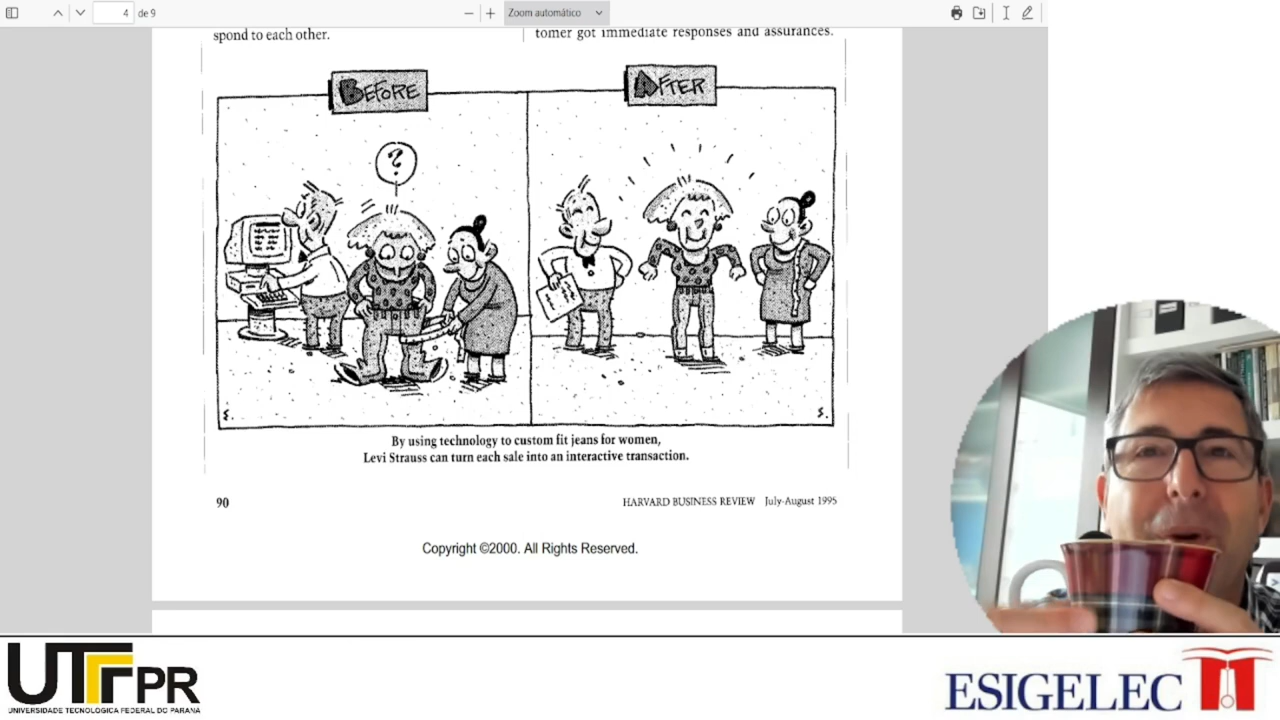 4
de 9
Zoom automático
spond to each other.
tomer got immediate responses and assurances.
BEFORE
AFTER
?
S.
S.
By using technology to custom fit jeans for women,
Levi Strauss can turn each sale into an interactive transaction.
90
HARVARD BUSINESS REVIEW July-August 1995
Copyright ©2000. All Rights Reserved.
UTFPR
UNIVERSIDADE TECNOLÓGICA FEDERAL DO PARANÁ
ESIGELEC